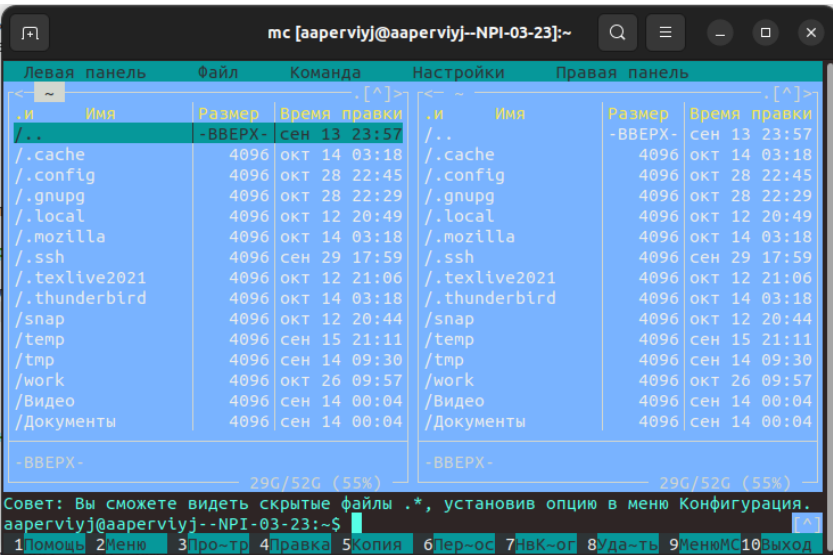 mc [aaperviyj@aaperviyj--NPI-03-23]:~
Левая панель Файл Команда Настройки Правая панель
<— ~ —.[^]> <— ~ —.[^]>
.и Имя Размер Время правки .и Имя Размер Время правки
/.. -ВВЕРХ- сен 13 23:57 /.. -ВВЕРХ- сен 13 23:57
/.cache 4096 окт 14 03:18 /.cache 4096 окт 14 03:18
/.config 4096 окт 28 22:45 /.config 4096 окт 28 22:45
/.gnupg 4096 окт 28 22:29 /.gnupg 4096 окт 28 22:29
/.local 4096 окт 12 20:49 /.local 4096 окт 12 20:49
/.mozilla 4096 окт 14 03:18 /.mozilla 4096 окт 14 03:18
/.ssh 4096 сен 29 17:59 /.ssh 4096 сен 29 17:59
/.texlive2021 4096 окт 12 21:06 /.texlive2021 4096 окт 12 21:06
/.thunderbird 4096 окт 14 03:18 /.thunderbird 4096 окт 14 03:18
/snap 4096 окт 12 20:44 /snap 4096 окт 12 20:44
/temp 4096 сен 15 21:11 /temp 4096 сен 15 21:11
/tmp 4096 сен 14 09:30 /tmp 4096 сен 14 09:30
/work 4096 окт 26 09:57 /work 4096 окт 26 09:57
/Видео 4096 сен 14 00:04 /Видео 4096 сен 14 00:04
/Документы 4096 сен 14 00:04 /Документы 4096 сен 14 00:04
-ВВЕРХ- -ВВЕРХ-
29G/52G (55%) 29G/52G (55%)
Совет: Вы сможете видеть скрытые файлы .*, установив опцию в меню Конфигурация.
aaperviyj@aaperviyj--NPI-03-23:~$ [^]
1Помощь 2Меню 3Про~тр 4Правка 5Копия 6Пер~ос 7НвК~ог 8Уда~ть 9МенюМС 10Выход